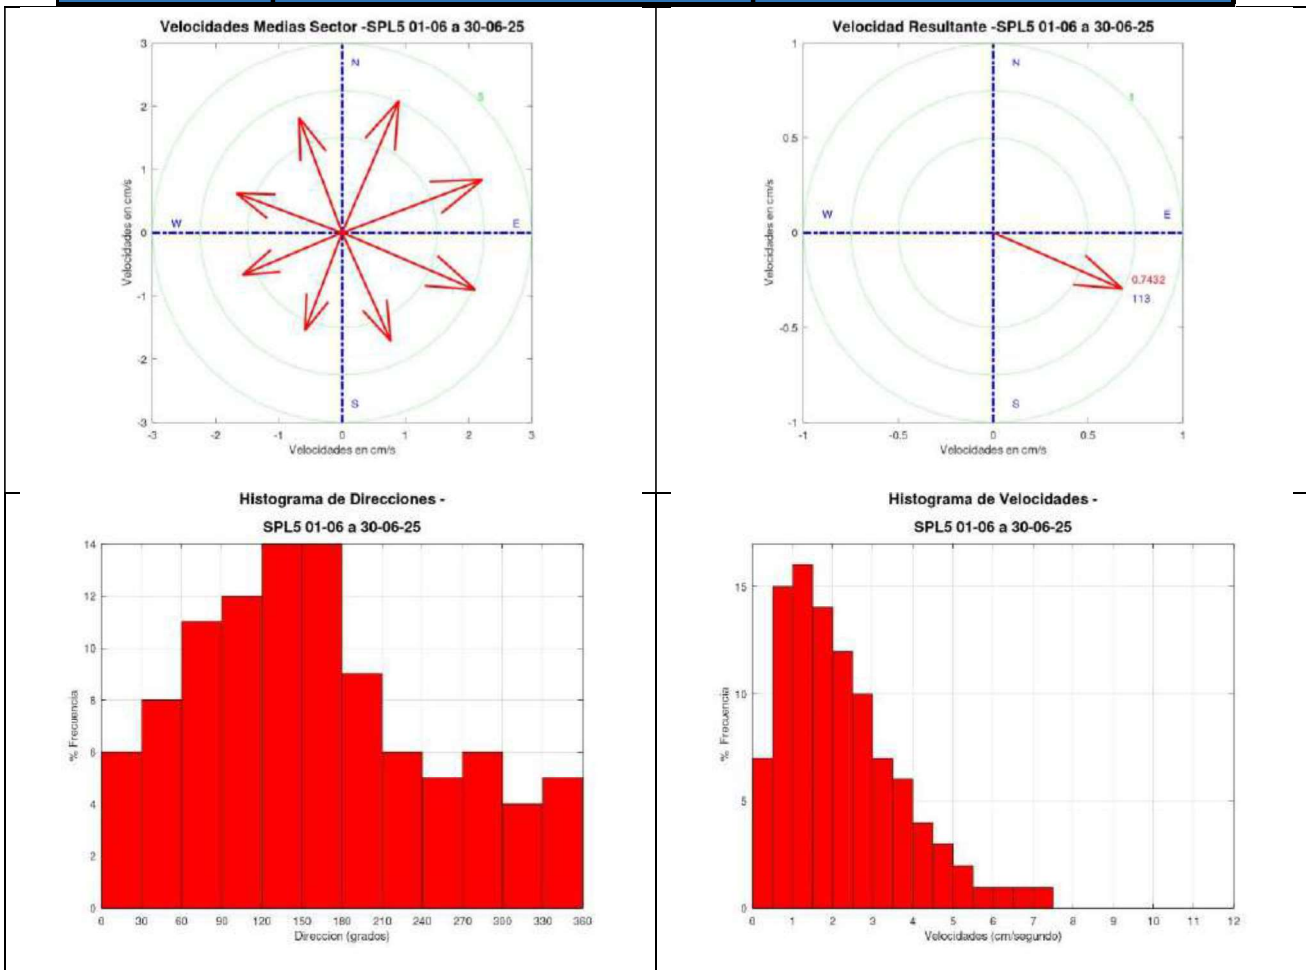 Velocidades Medias Sector -SPL5 01-06 a 30-06-25
3
N
3
2
1
W
E
0
-1
-2
S
-3
-3 -2 -1 0 1 2 3
Velocidades en cm/s
Velocidades en cm/s
Velocidad Resultante -SPL5 01-06 a 30-06-25
1
N
1
0.5
W
E
0
0.7432
113
-0.5
S
-1
-1 -0.5 0 0.5 1
Velocidades en cm/s
Velocidades en cm/s
Histograma de Direcciones -
SPL5 01-06 a 30-06-25
14
12
10
8
6
4
2
0
% Frecuencia
0 30 60 90 120 150 180 210 240 270 300 330 360
Direccion (grados)
Histograma de Velocidades -
SPL5 01-06 a 30-06-25
15
10
5
0
% Frecuencia
0 1 2 3 4 5 6 7 8 9 10 11 12
Velocidades (cm/segundo)